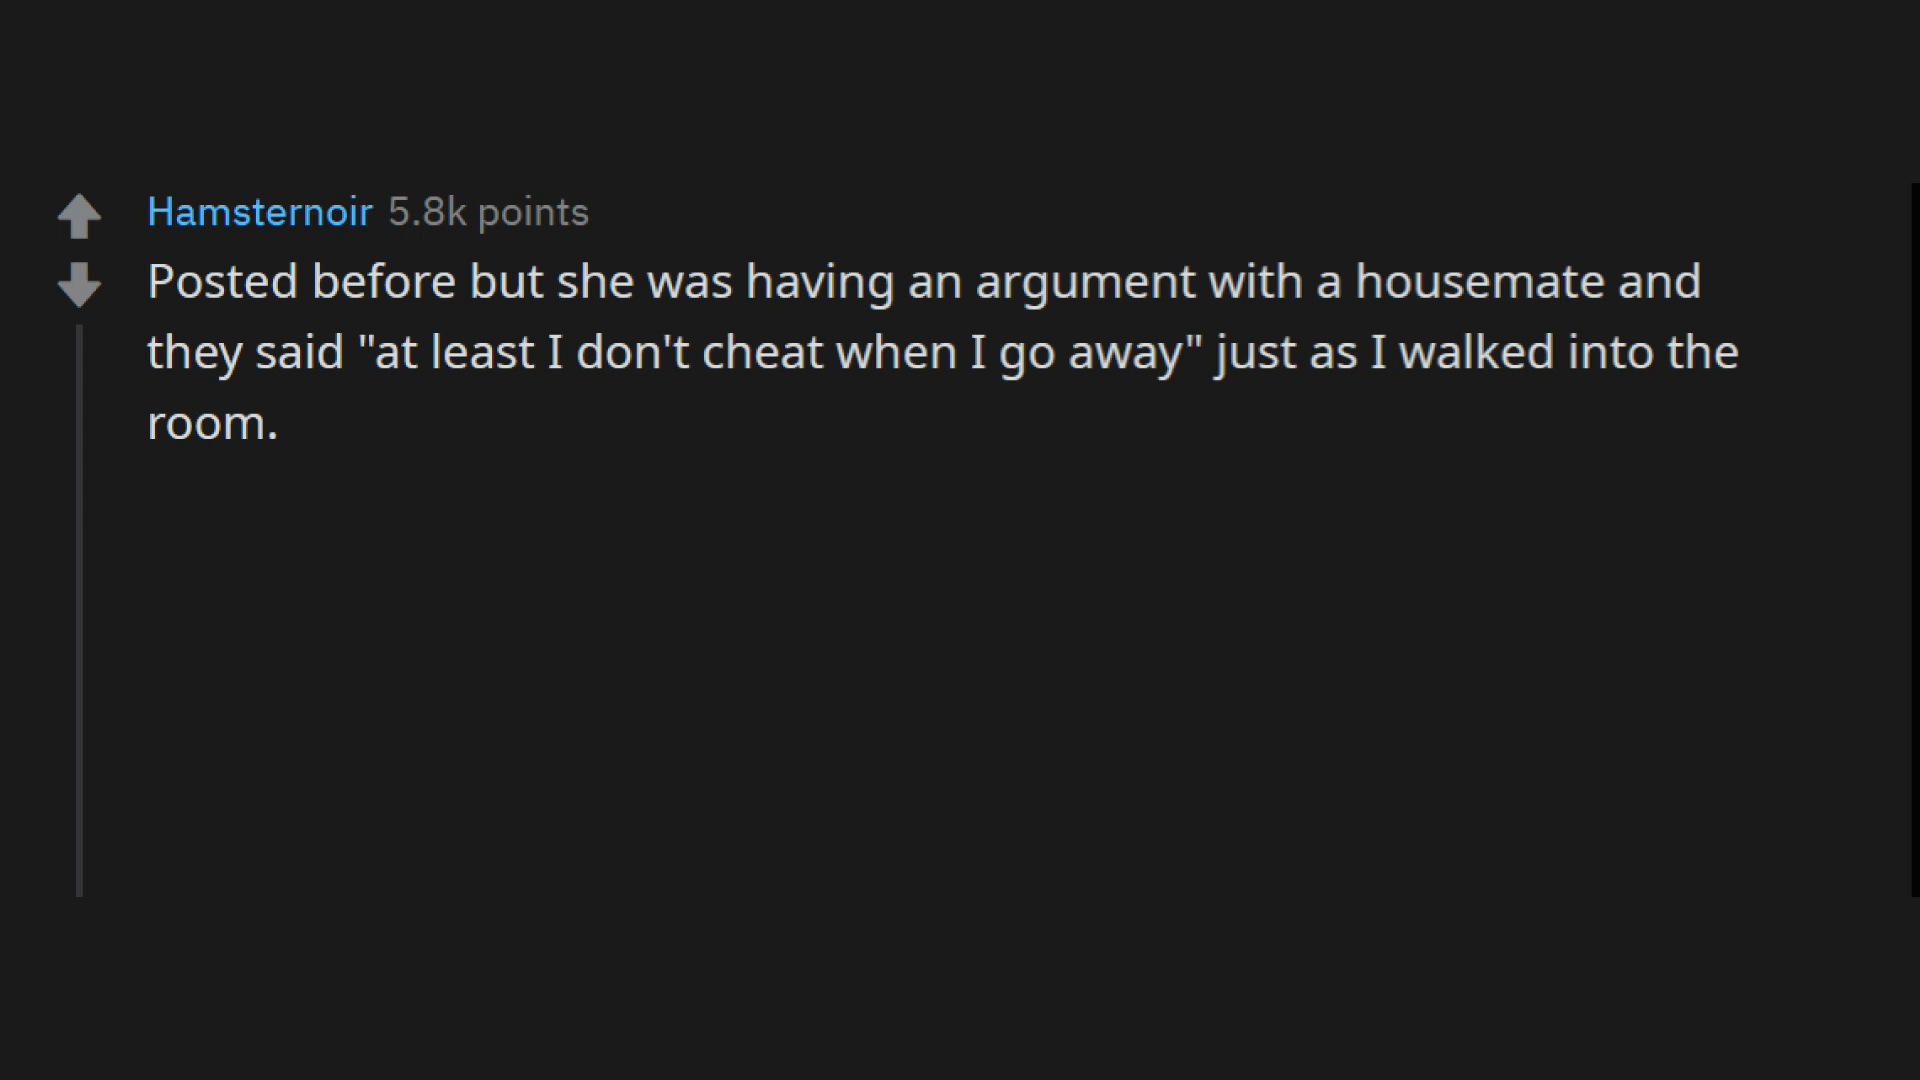 Hamsternoir 5.8k points
Posted before but she was having an argument with a housemate and
they said "at least I don't cheat when I go away" just as I walked into the
room.